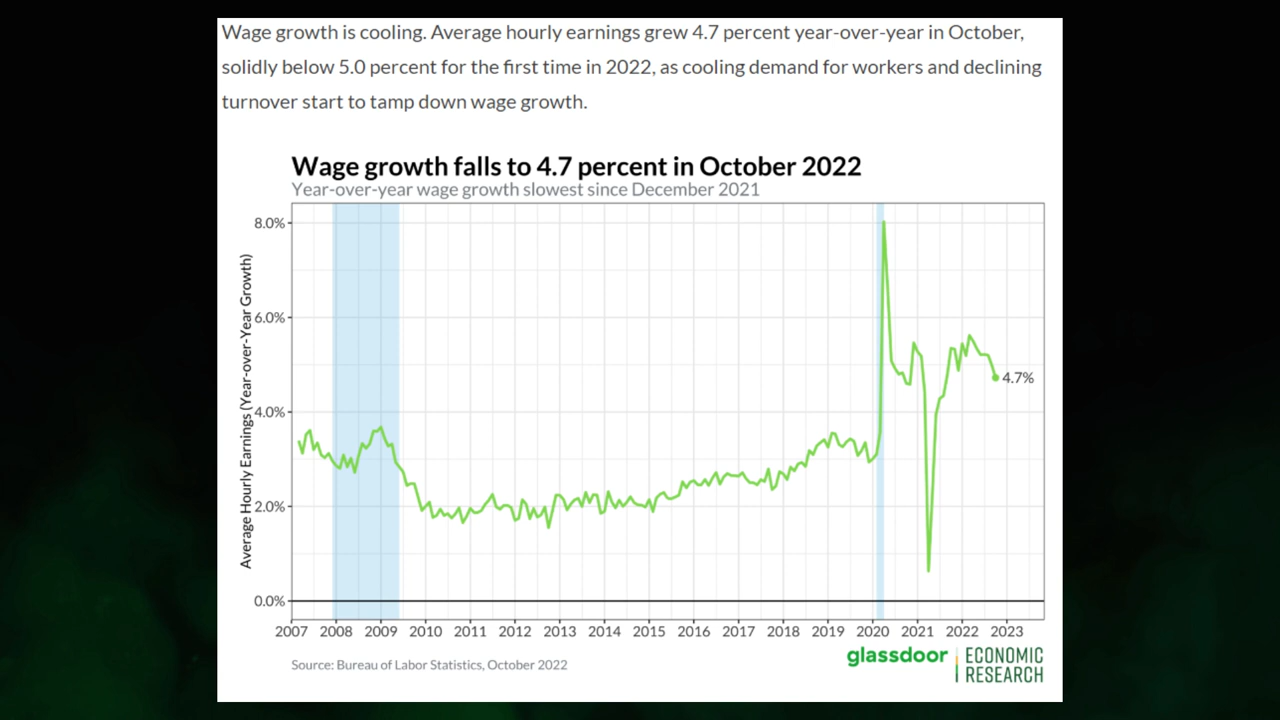 Wage growth is cooling. Average hourly earnings grew 4.7 percent year-over-year in October,
solidly below 5.0 percent for the first time in 2022, as cooling demand for workers and declining
turnover start to tamp down wage growth.
Wage growth falls to 4.7 percent in October 2022
Year-over-year wage growth slowest since December 2021
Average Hourly Earnings (Year-over-Year Growth)
8.0%
6.0%
4.0%
2.0%
0.0%
4.7%
2007 2008 2009 2010 2011 2012 2013 2014 2015 2016 2017 2018 2019 2020 2021 2022 2023
Source: Bureau of Labor Statistics, October 2022
glassdoor
ECONOMIC
RESEARCH